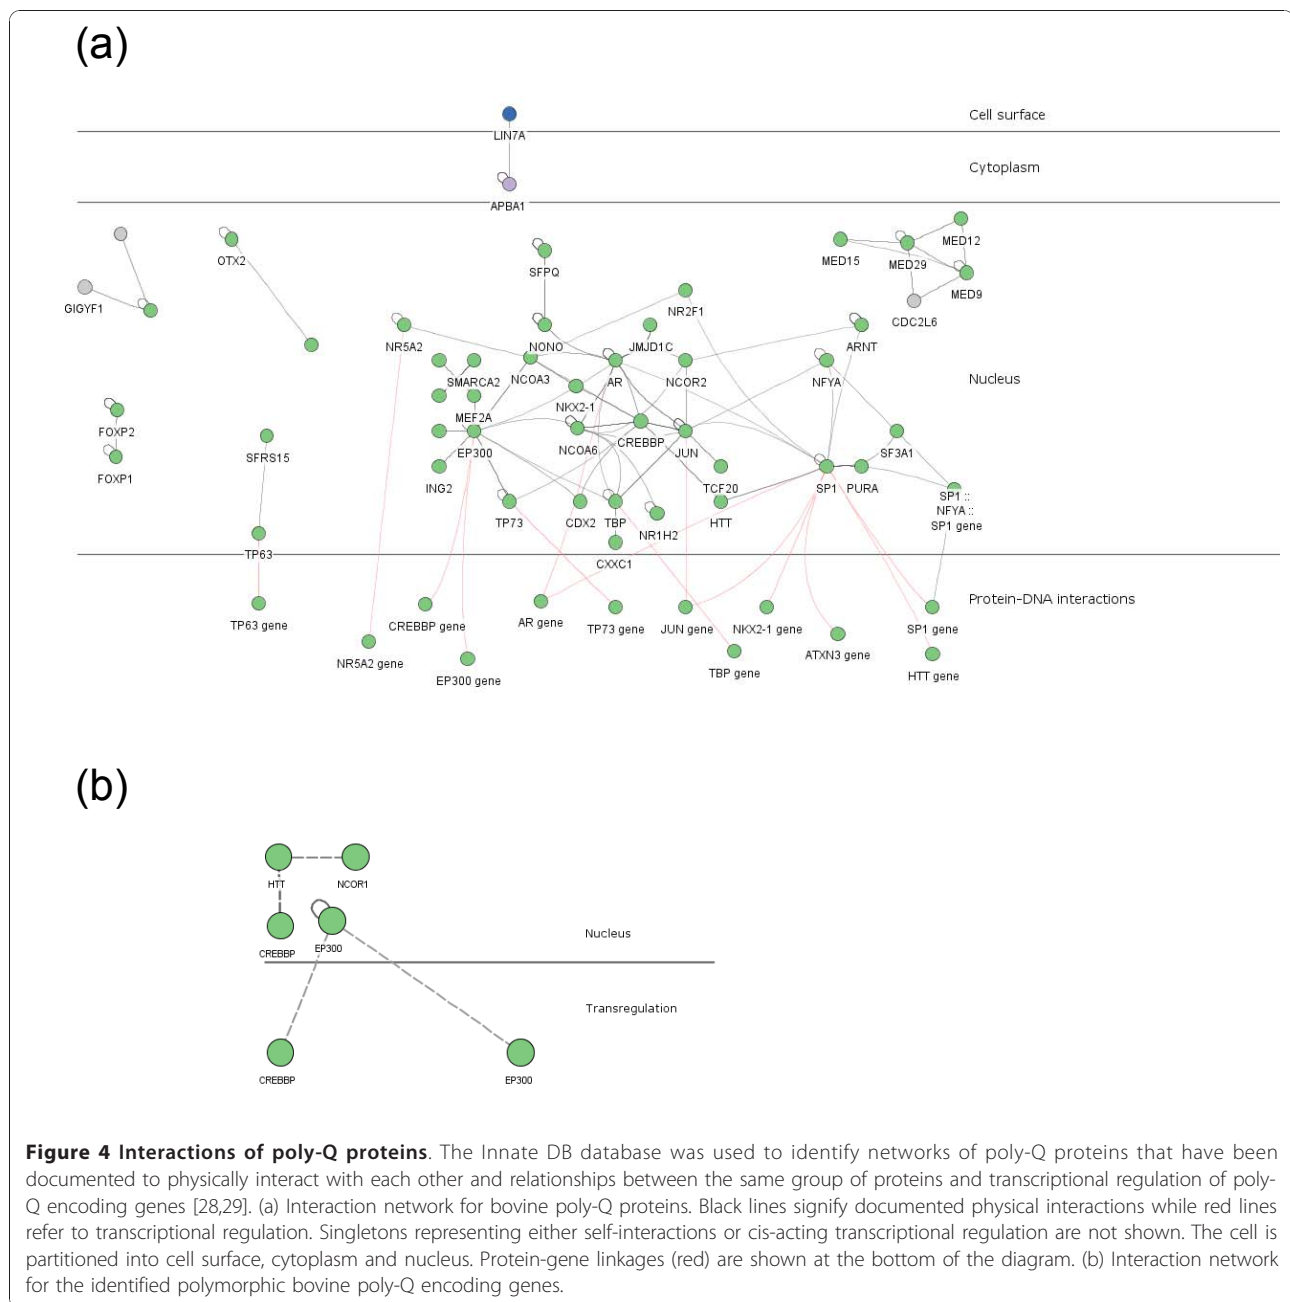 (a)
Cell surface
LIN7A
Cytoplasm
APBA1
MED12
OTX2
MED15
MED29
SFPQ
MED9
GIGYF1
NR2F1
CDC2L6
NR5A2
NONO
JMJD1C
ARNT
SMARCA2
NCOA3
AR
NCOR2
NFYA
Nucleus
NKX2-1
MEF2A
FOXP2
CREBBP
EP300
NCOA6
JUN
SF3A1
SFRS15
FOXP1
ING2
TCF20
SP1
PURA
SP1 ::
NFYA ::
SP1 gene
TP73
CDX2
TBP
HTT
NR1H2
TP63
CXXC1
Protein-DNA interactions
TP63 gene
CREBBP gene
AR gene
TP73 gene
JUN gene
NKX2-1 gene
SP1 gene
NR5A2 gene
ATXN3 gene
EP300 gene
TBP gene
HTT gene
(b)
HTT
NCOR1
Nucleus
CREBBP
EP300
Transregulation
CREBBP
EP300
Figure 4 Interactions of poly-Q proteins. The Innate DB database was used to identify networks of poly-Q proteins that have been
documented to physically interact with each other and relationships between the same group of proteins and transcriptional regulation of poly-
Q encoding genes [28,29]. (a) Interaction network for bovine poly-Q proteins. Black lines signify documented physical interactions while red lines
refer to transcriptional regulation. Singletons representing either self-interactions or cis-acting transcriptional regulation are not shown. The cell is
partitioned into cell surface, cytoplasm and nucleus. Protein-gene linkages (red) are shown at the bottom of the diagram. (b) Interaction network
for the identified polymorphic bovine poly-Q encoding genes.